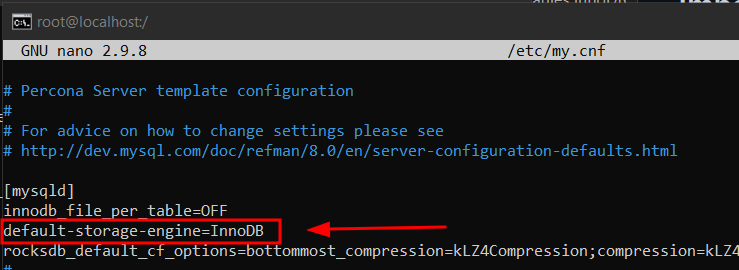 root@localhost:/
GNU nano 2.9.8 /etc/my.cnf
# Percona Server template configuration
#
# For advice on how to change settings please see
# http://dev.mysql.com/doc/refman/8.0/en/server-configuration-defaults.html
[mysqld]
innodb_file_per_table=OFF
default-storage-engine=InnoDB
rocksdb_default_cf_options=bottommost_compression=kLZ4Compression;compression=kLZ4
#